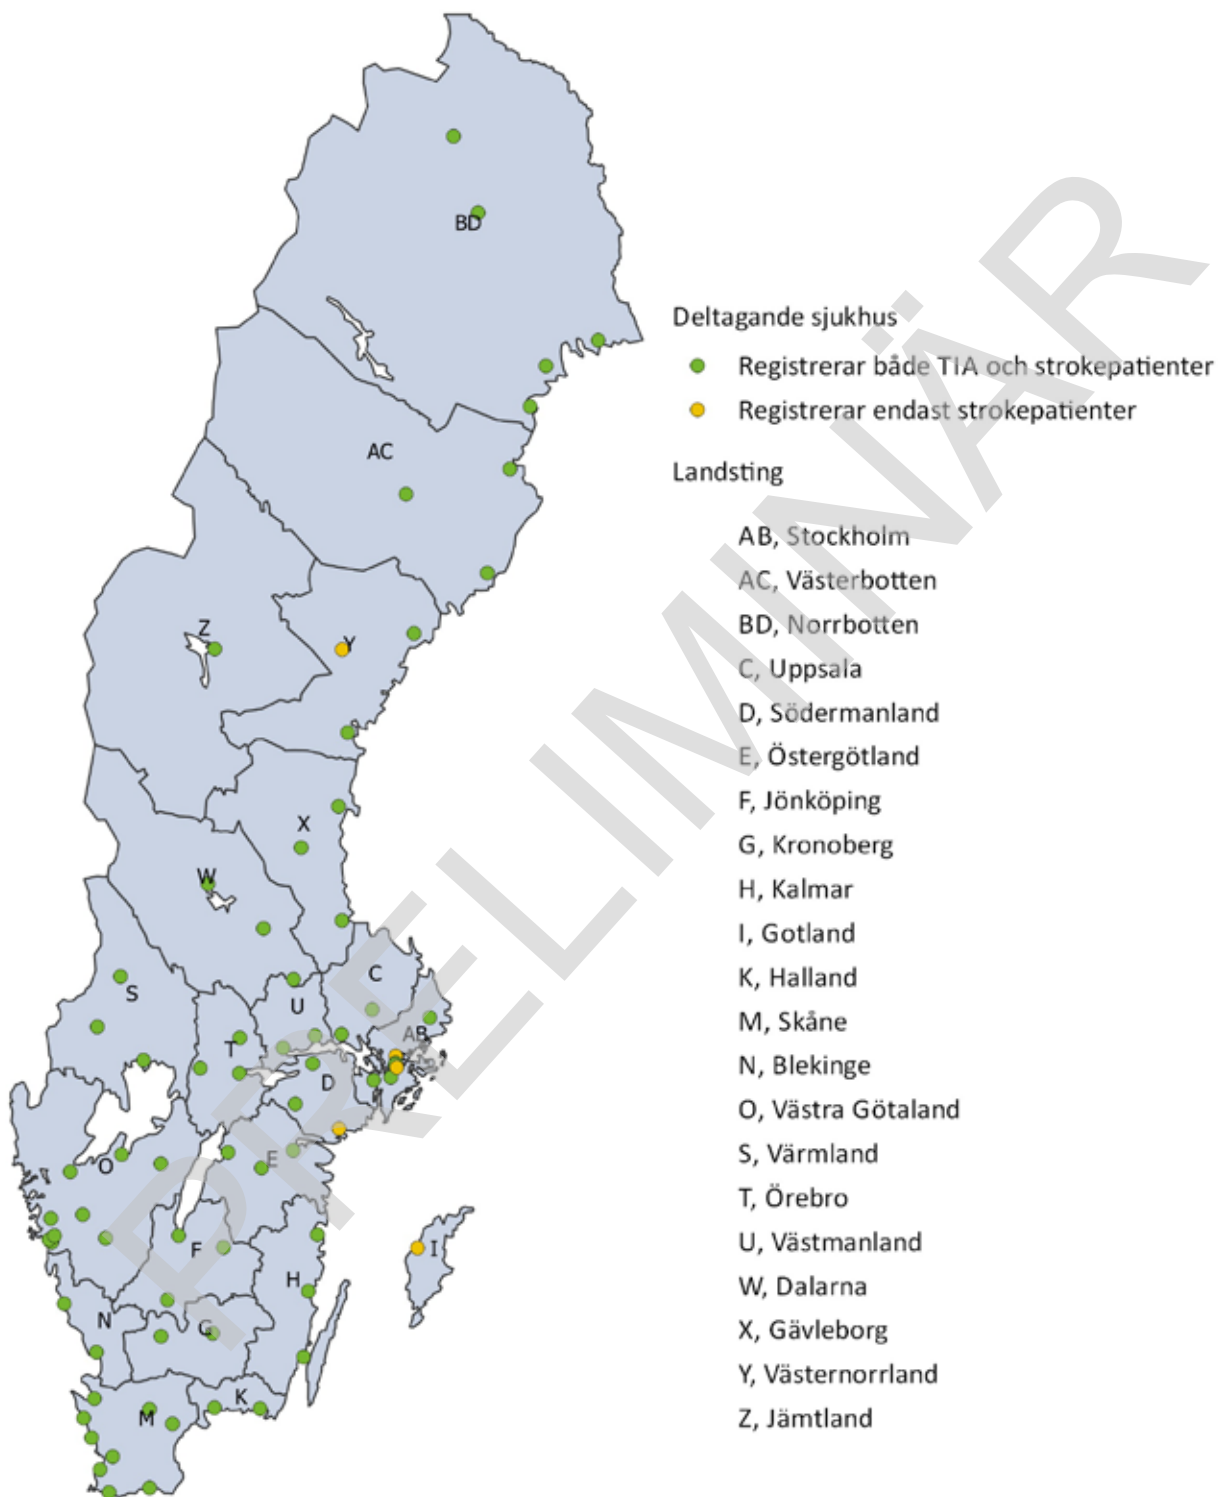 BD
AC
Z
Y
X
W
S
C
U
AB
T
D
O
E
F
I
H
N
G
K
M
Deltagande sjukhus
Registrerar både TIA och strokepatienter
Registrerar endast strokepatienter
Landsting
AB, Stockholm
AC, Västerbotten
BD, Norrbotten
C, Uppsala
D, Södermanland
E, Östergötland
F, Jönköping
G, Kronoberg
H, Kalmar
I, Gotland
K, Halland
M, Skåne
N, Blekinge
O, Västra Götaland
S, Värmland
T, Örebro
U, Västmanland
W, Dalarna
X, Gävleborg
Y, Västernorrland
Z, Jämtland
PRELIMINÄR